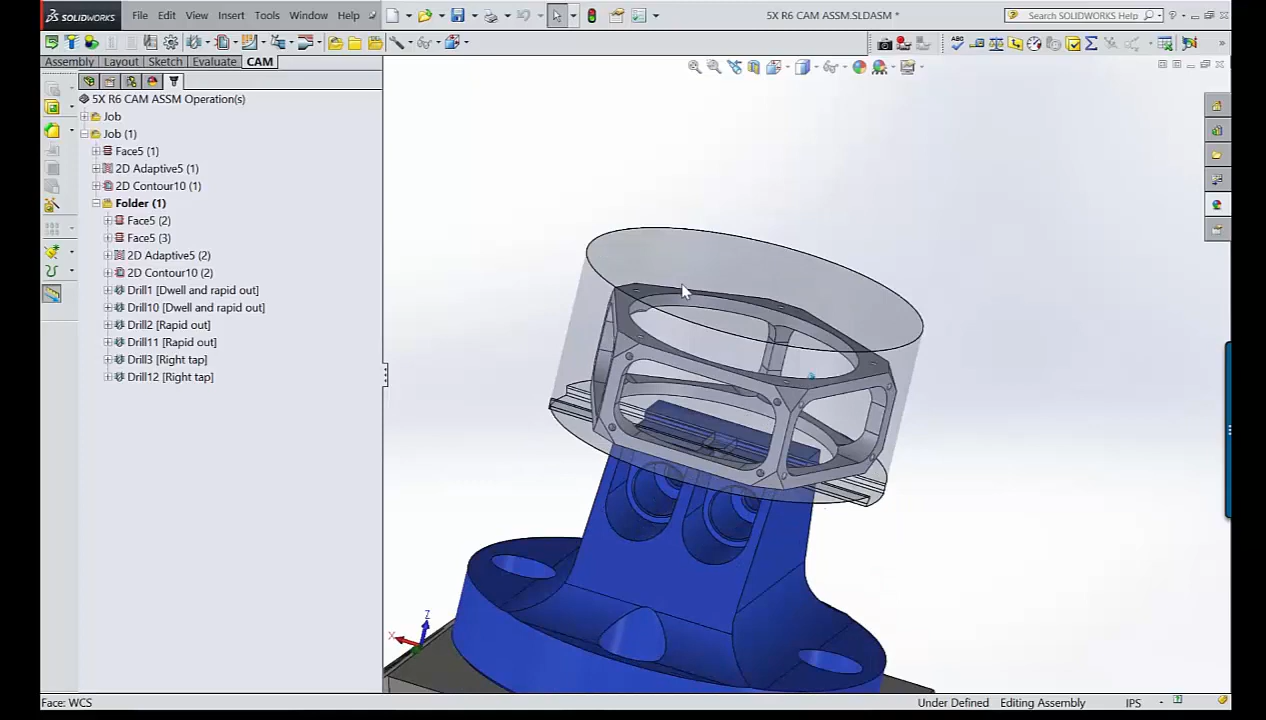 SOLIDWORKS File Edit View Insert Tools Window Help 5X R6 CAM ASSM.SLDASM * Search SOLIDWORKS Help
Assembly Layout Sketch Evaluate CAM
5X R6 CAM ASSM Operation(s)
Job
Job (1)
Face5 (1)
2D Adaptive5 (1)
2D Contour10 (1)
Folder (1)
Face5 (2)
Face5 (3)
2D Adaptive5 (2)
2D Contour10 (2)
Drill1 [Dwell and rapid out]
Drill10 [Dwell and rapid out]
Drill2 [Rapid out]
Drill11 [Rapid out]
Drill3 [Right tap]
Drill12 [Right tap]
Z
X
Face: WCS Under Defined Editing Assembly IPS -